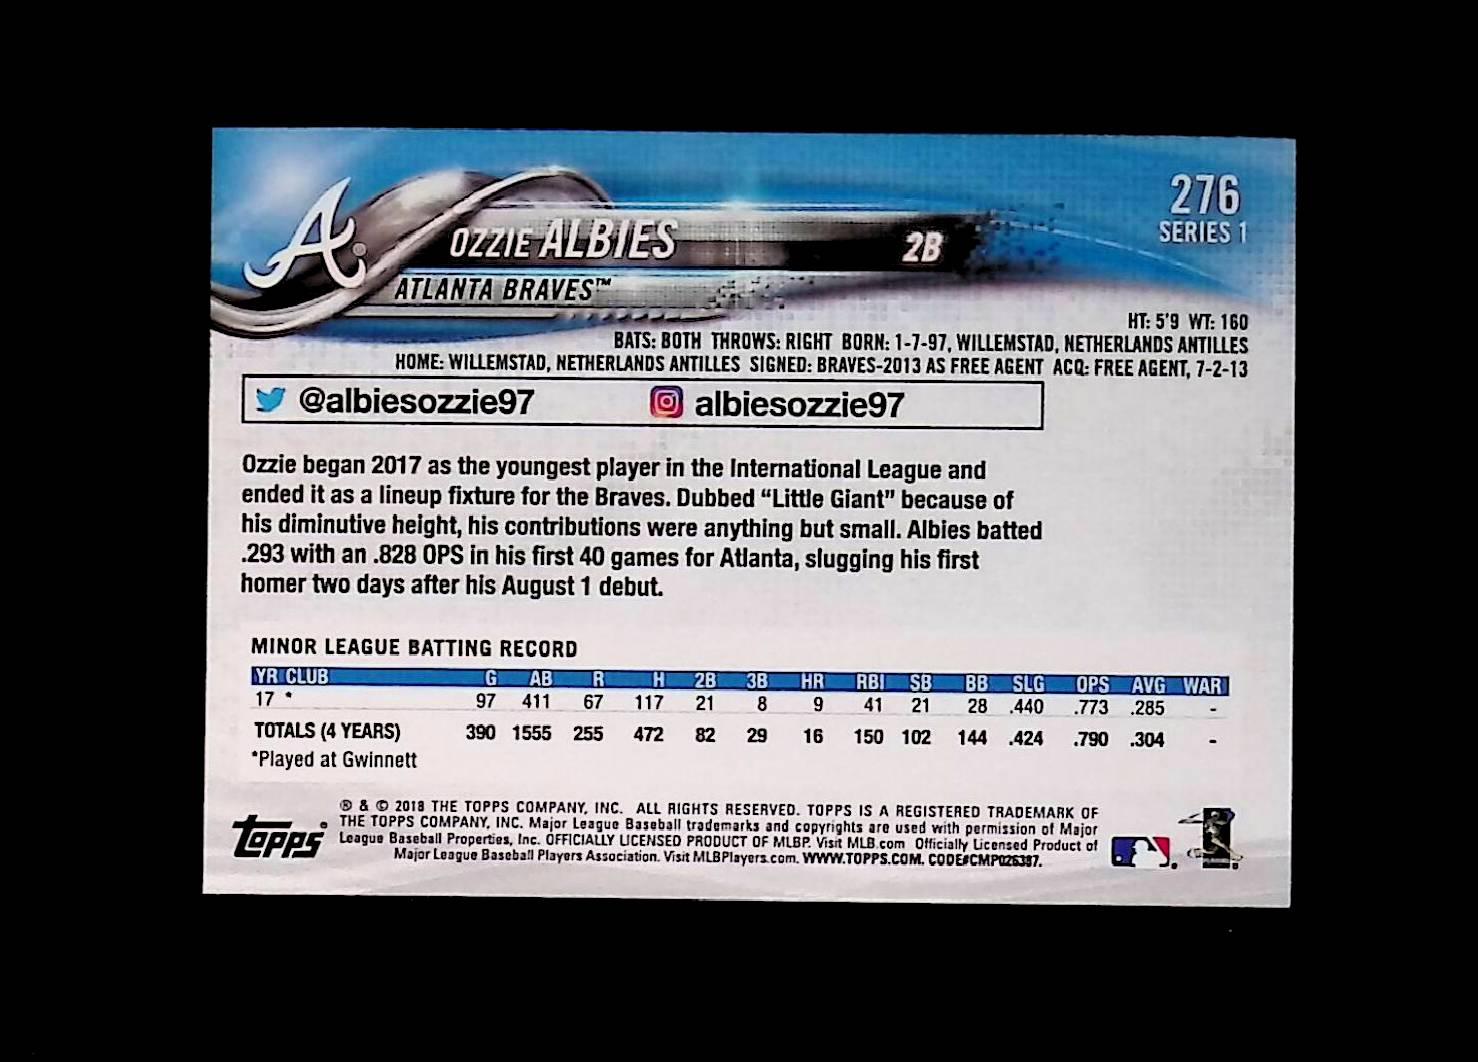 276
SERIES 1
OZZIE ALBIES 2B
ATLANTA BRAVES™
HT: 5'9 WT: 160
BATS: BOTH THROWS: RIGHT BORN: 1-7-97, WILLEMSTAD, NETHERLANDS ANTILLES
HOME: WILLEMSTAD, NETHERLANDS ANTILLES SIGNED: BRAVES-2013 AS FREE AGENT ACQ: FREE AGENT, 7-2-13
@albiesozzie97 albiesozzie97
Ozzie began 2017 as the youngest player in the International League and
ended it as a lineup fixture for the Braves. Dubbed “Little Giant” because of
his diminutive height, his contributions were anything but small. Albies batted
.293 with an .828 OPS in his first 40 games for Atlanta, slugging his first
homer two days after his August 1 debut.
MINOR LEAGUE BATTING RECORD
YR CLUB G AB R H 2B 3B HR RBI SB BB SLG OPS AVG WAR
17 * 97 411 67 117 21 8 9 41 21 28 .440 .773 .285 -
TOTALS (4 YEARS) 390 1555 255 472 82 29 16 150 102 144 .424 .790 .304 -
*Played at Gwinnett
® & © 2018 THE TOPPS COMPANY, INC. ALL RIGHTS RESERVED. TOPPS IS A REGISTERED TRADEMARK OF
THE TOPPS COMPANY, INC. Major League Baseball trademarks and copyrights are used with permission of Major
League Baseball Properties, Inc. OFFICIALLY LICENSED PRODUCT OF MLBP. Visit MLB.com Officially Licensed Product of
Major League Baseball Players Association. Visit MLBPlayers.com. WWW.TOPPS.COM. CODE#CMP026387.
topps®